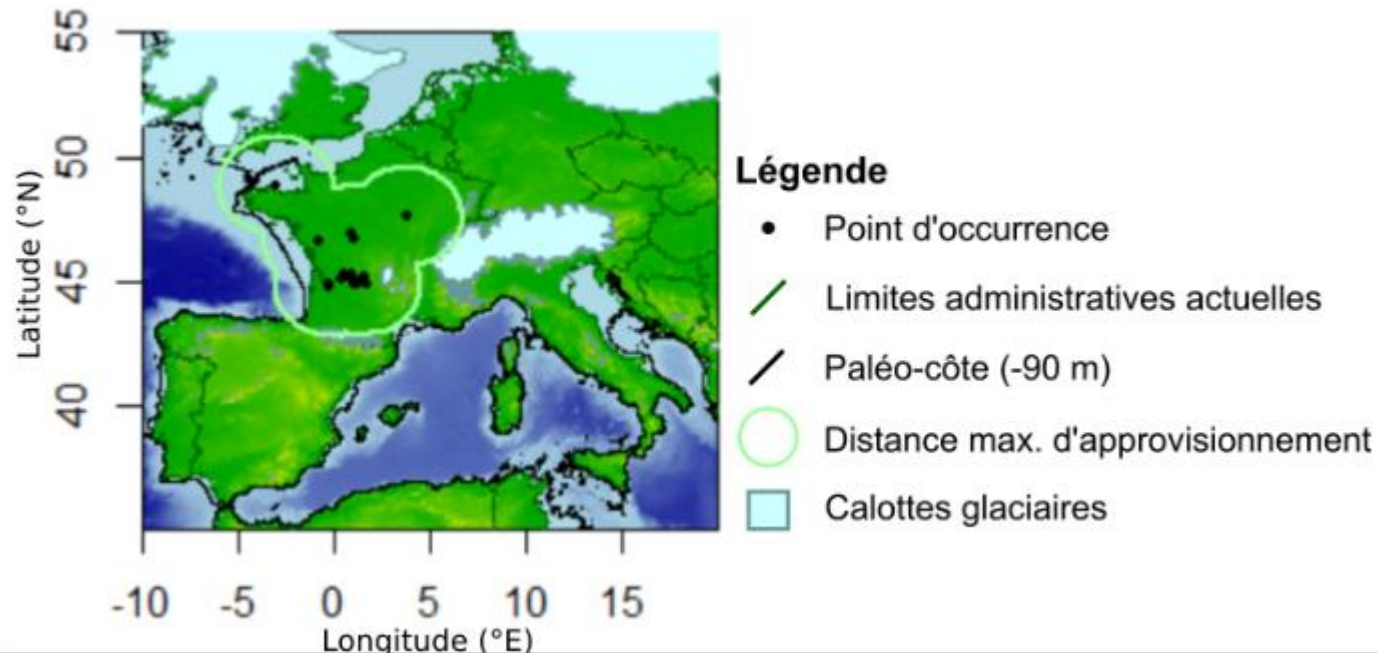 55
50
45
40
Latitude (°N)
-10 -5 0 5 10 15
Longitude (°E)
Légende
Point d'occurrence
Limites administratives actuelles
Paléo-côte (-90 m)
Distance max. d'approvisionnement
Calottes glaciaires